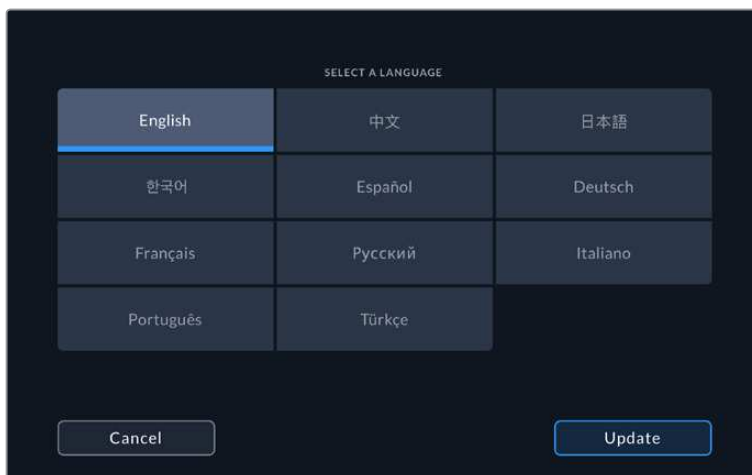 SELECT A LANGUAGE
English 中文 日本語
한국어 Español Deutsch
Français Русский Italiano
Português Türkçe
Cancel Update